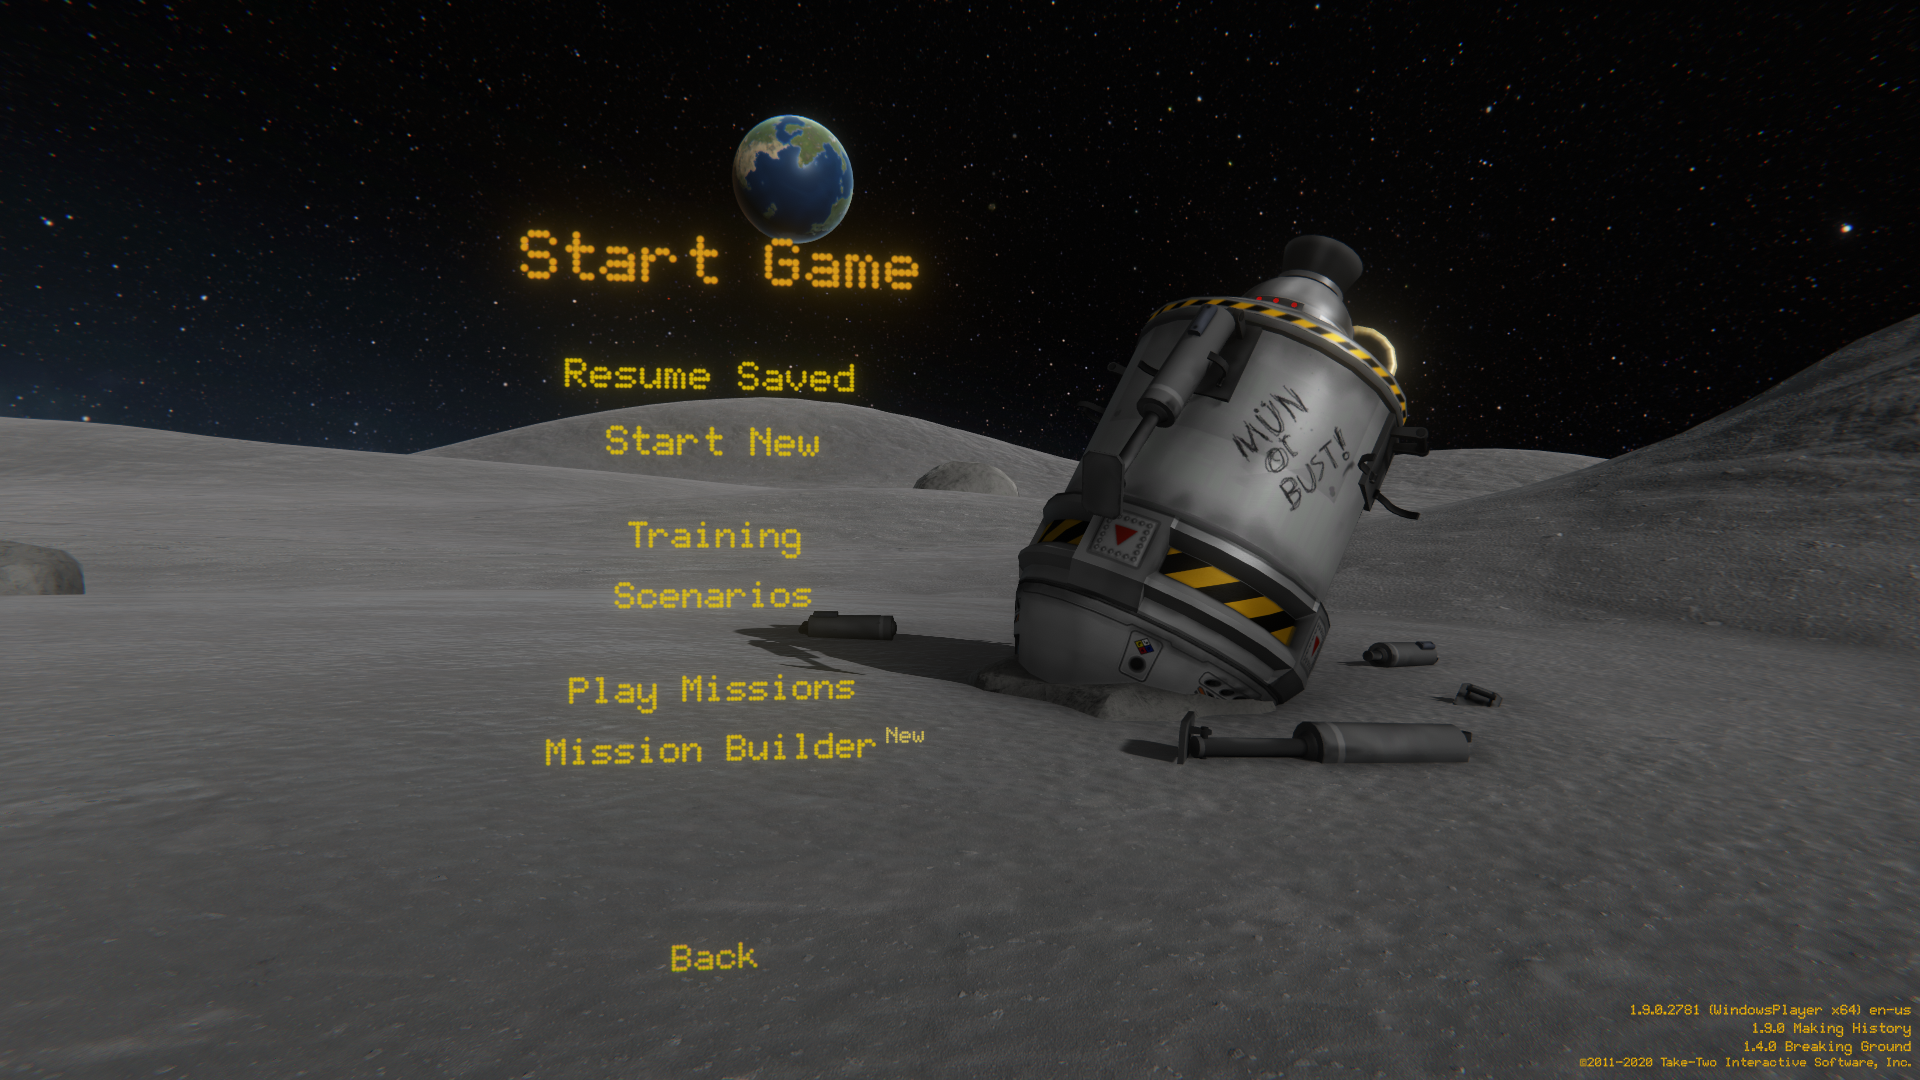 Start Game
Resume Saved
Start New
Training
Scenarios
Play Missions
Mission Builder New
Back
MÜN
or
BUST!
1.9.0.2781 (WindowsPlayer x64) en-us
1.9.0 Making History
1.4.0 Breaking Ground
©2011-2020 Take-Two Interactive Software, Inc.